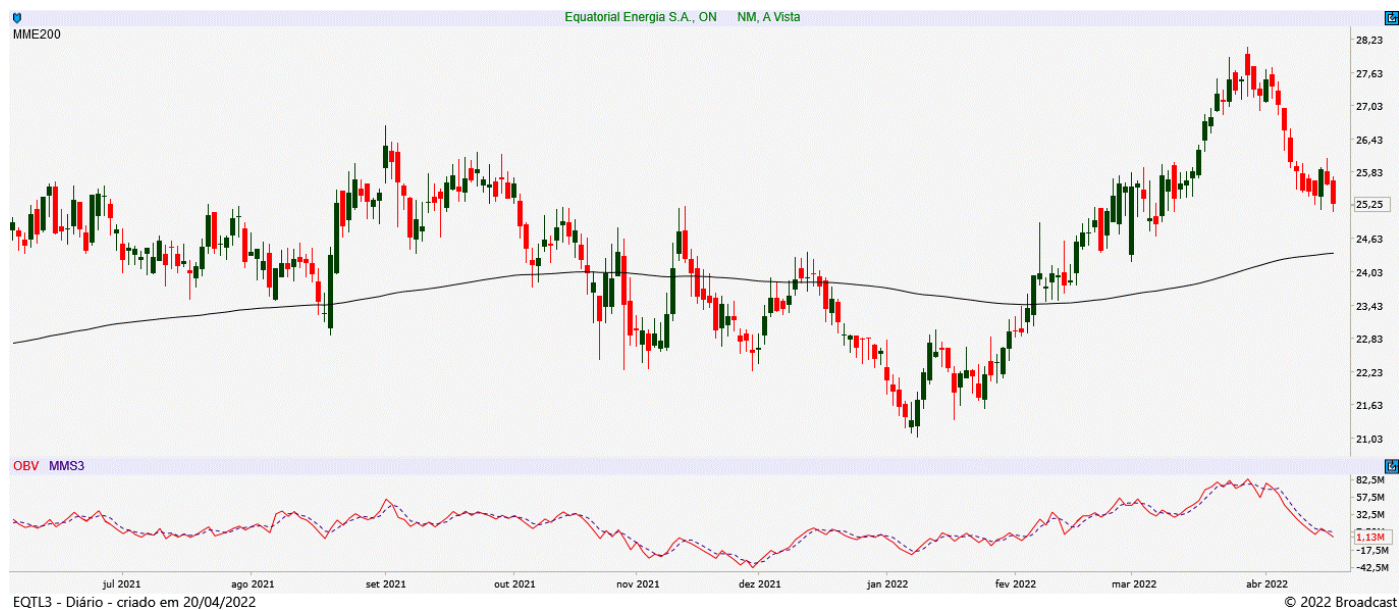 Equatorial Energia S.A., ON NM, A Vista
MME200
28,23
27,63
27,03
26,43
25,83
25,25
24,63
24,03
23,43
22,83
22,23
21,63
21,03
OBV MMS3
82,5M
57,5M
32,5M
1,13M
-17,5M
-42,5M
jul 2021 ago 2021 set 2021 out 2021 nov 2021 dez 2021 jan 2022 fev 2022 mar 2022 abr 2022
EQTL3 - Diário - criado em 20/04/2022 © 2022 Broadcast